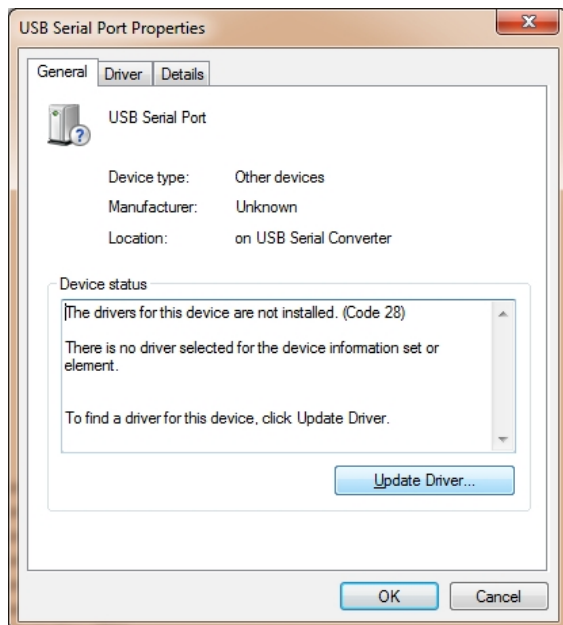 USB Serial Port Properties
General Driver Details
USB Serial Port
Device type: Other devices
Manufacturer: Unknown
Location: on USB Serial Converter
Device status
The drivers for this device are not installed. (Code 28)
There is no driver selected for the device information set or
element.
To find a driver for this device, click Update Driver.
Update Driver...
OK Cancel